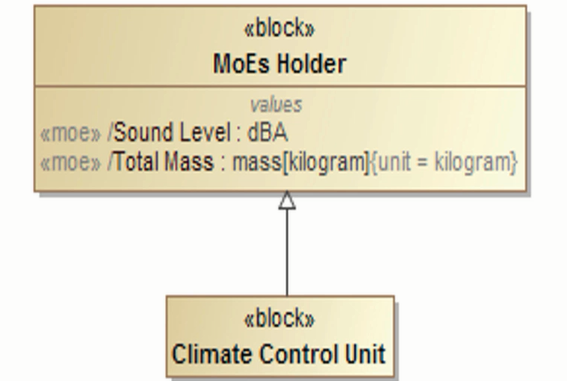 «block»
MoEs Holder
values
«moe» /Sound Level : dBA
«moe» /Total Mass : mass[kilogram]{unit = kilogram}
«block»
Climate Control Unit